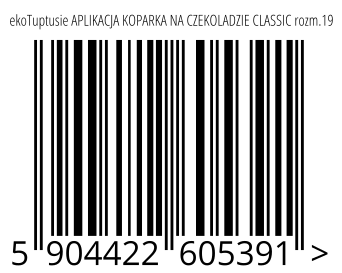 ekoTuptusie APLIKACJA KOPARKA NA CZEKOLADZIE CLASSIC rozm.19
5 904422 605391 >